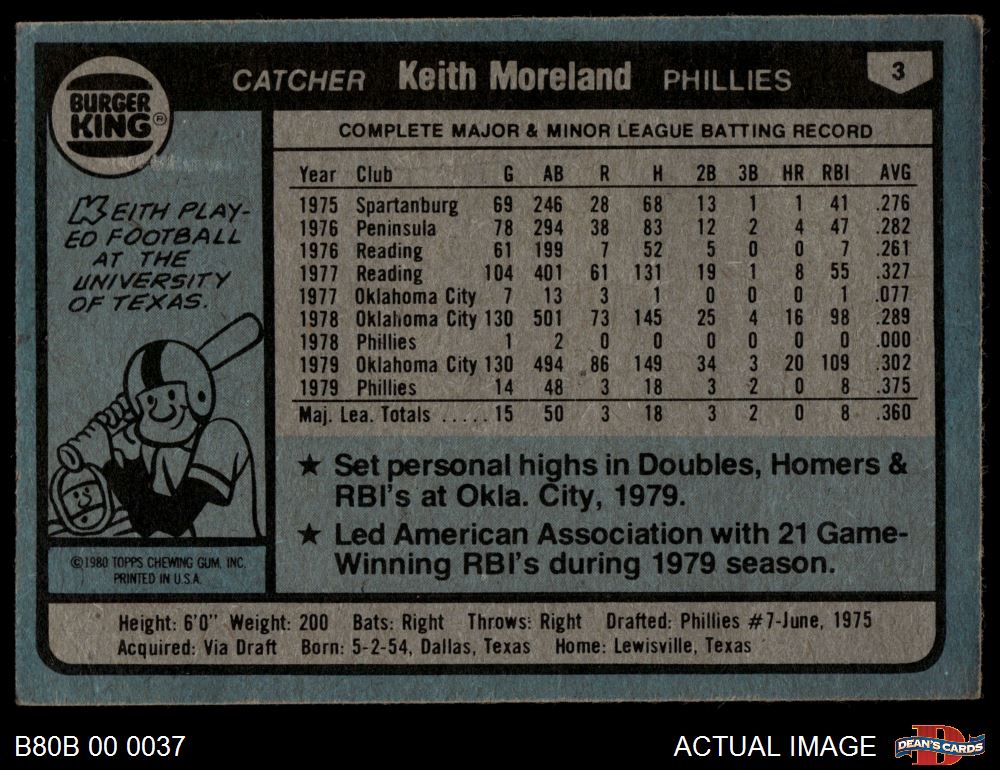 CATCHER Keith Moreland PHILLIES 3
BURGER
KING®
COMPLETE MAJOR & MINOR LEAGUE BATTING RECORD
Year Club G AB R H 2B 3B HR RBI AVG
1975 Spartanburg 69 246 28 68 13 1 1 41 .276
1976 Peninsula 78 294 38 83 12 2 4 47 .282
1976 Reading 61 199 7 52 5 0 0 7 .261
1977 Reading 104 401 61 131 19 1 8 55 .327
1977 Oklahoma City 7 13 3 1 0 0 0 1 .077
1978 Oklahoma City 130 501 73 145 25 4 16 98 .289
1978 Phillies 1 2 0 0 0 0 0 0 .000
1979 Oklahoma City 130 494 86 149 34 3 20 109 .302
1979 Phillies 14 48 3 18 3 2 0 8 .375
Maj. Lea. Totals ..... 15 50 3 18 3 2 0 8 .360
KEITH PLAY-
ED FOOTBALL
AT THE
UNIVERSITY
OF TEXAS.
★ Set personal highs in Doubles, Homers &
RBI's at Okla. City, 1979.
★ Led American Association with 21 Game-
Winning RBI's during 1979 season.
©1980 TOPPS CHEWING GUM, INC.
PRINTED IN U.S.A.
Height: 6'0" Weight: 200 Bats: Right Throws: Right Drafted: Phillies #7-June, 1975
Acquired: Via Draft Born: 5-2-54, Dallas, Texas Home: Lewisville, Texas
B80B 00 0037
ACTUAL IMAGE
D
DEAN'S CARDS